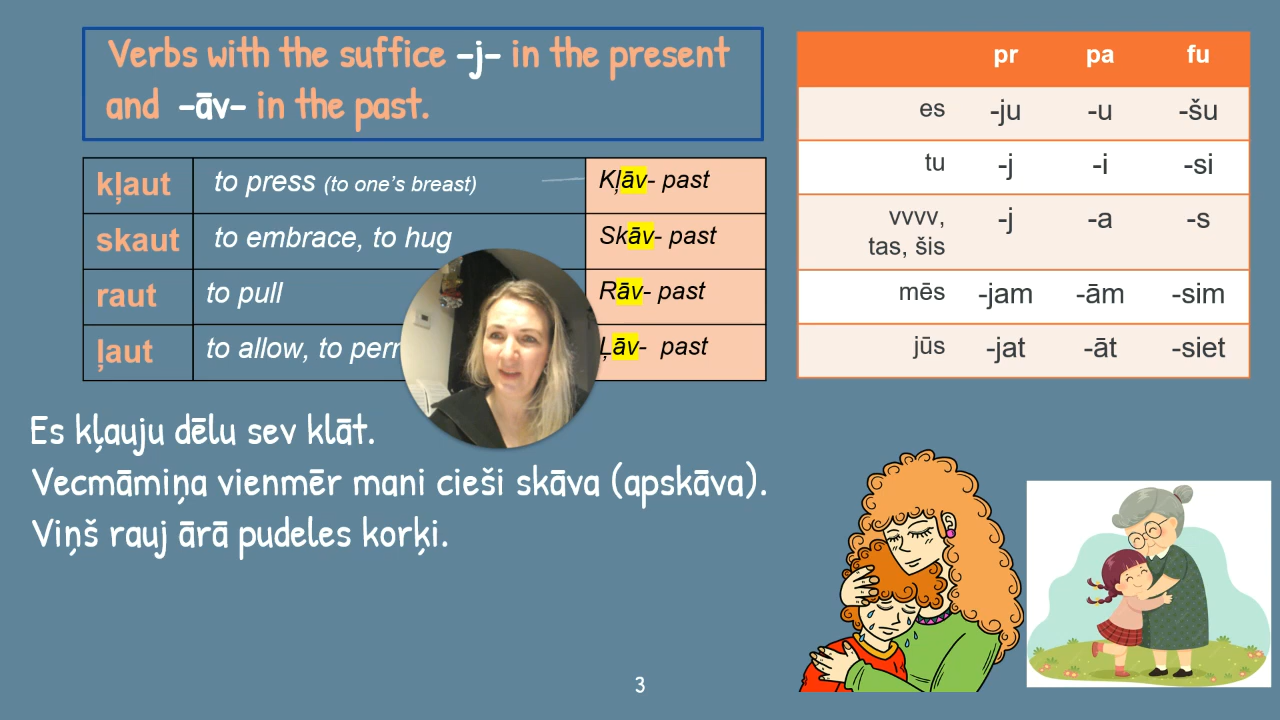 Verbs with the suffice -j- in the present
and -āv- in the past.
kļaut to press (to one's breast) Kļāv- past
skaut to embrace, to hug Skāv- past
raut to pull Rāv- past
ļaut to allow, to Ļāv- past
pr pa fu
es -ju -u -šu
tu -j -i -si
vvvv,
tas, šis -j -a -s
mēs -jam -ām -sim
jūs -jat -āt -siet
Es kļauju dēlu sev klāt.
Vecmāmiņa vienmēr mani cieši skāva (apskāva).
Viņš rauj ārā pudeles korķi.
3